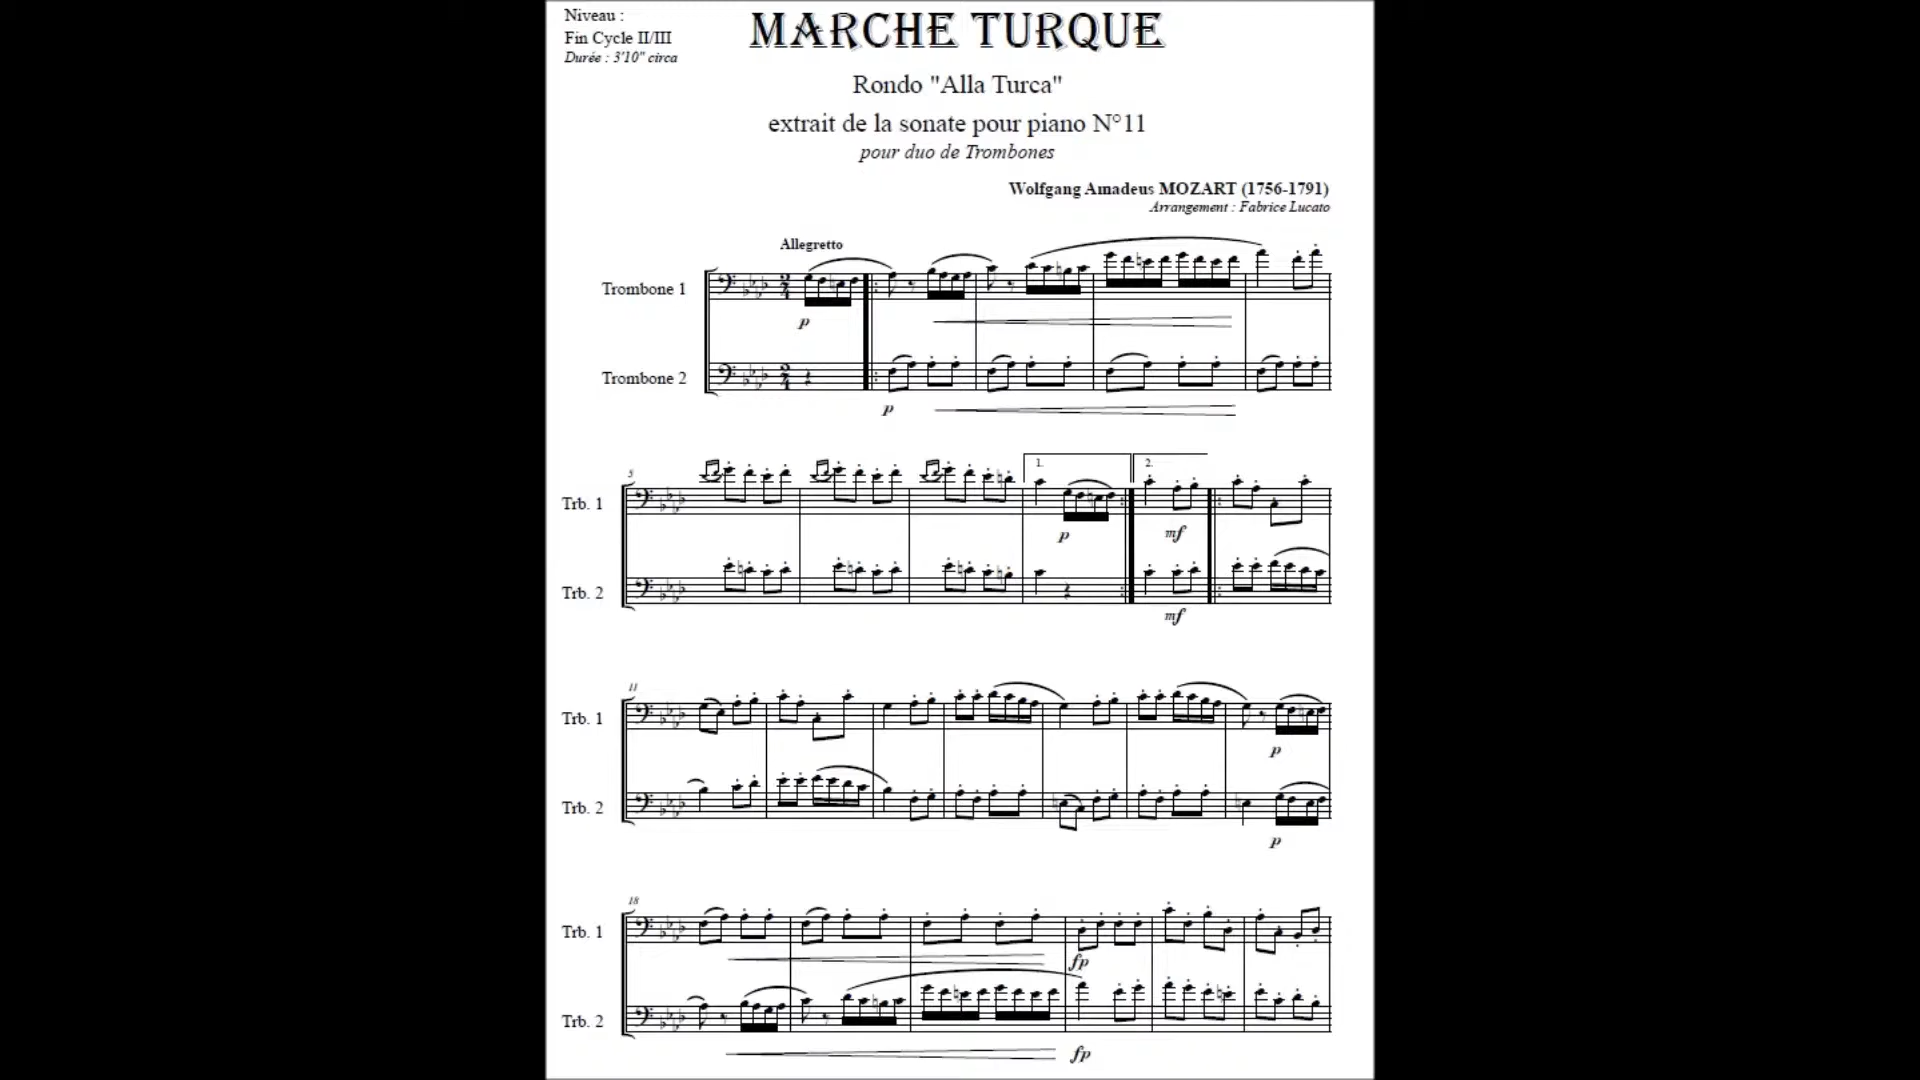 Niveau :
Fin Cycle II/III
Durée : 3'10" circa
MARCHE TURQUE
Rondo "Alla Turca"
extrait de la sonate pour piano N°11
pour duo de Trombones
Wolfgang Amadeus MOZART (1756-1791)
Arrangement : Fabrice Lucato
Allegretto
Trombone 1
p
Trombone 2
p
5
1.
2.
Trb. 1
p
mf
Trb. 2
mf
11
Trb. 1
p
Trb. 2
p
18
Trb. 1
fp
Trb. 2
fp